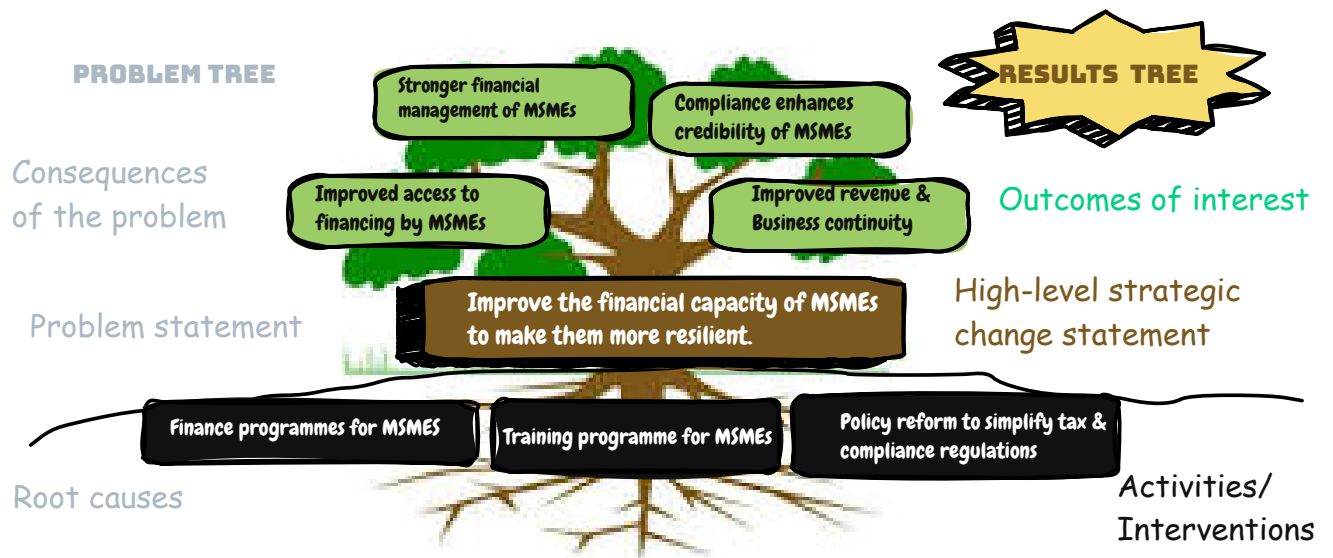 PROBLEM TREE
RESULTS TREE
Stronger financial
management of MSMEs
Compliance enhances
credibility of MSMEs
Consequences
of the problem
Improved access to
financing by MSMEs
Improved revenue &
Business continuity
Outcomes of interest
Problem statement
Improve the financial capacity of MSMEs
to make them more resilient.
High-level strategic
change statement
Finance programmes for MSMES
Training programme for MSMEs
Policy reform to simplify tax &
compliance regulations
Root causes
Activities/
Interventions